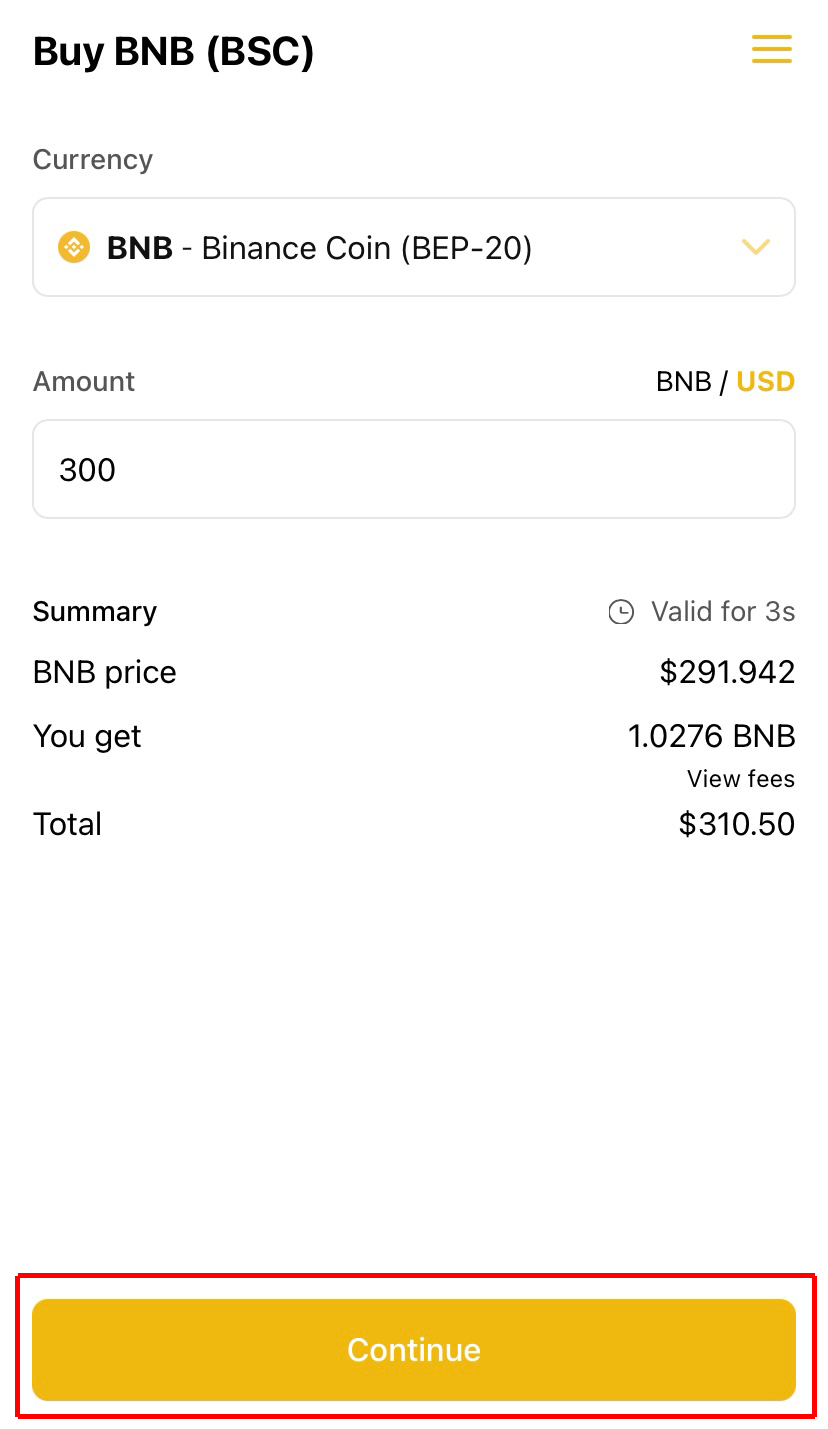 Buy BNB (BSC)
Currency
BNB - Binance Coin (BEP-20)
Amount BNB / USD
300
Summary Valid for 3s
BNB price $291.942
You get 1.0276 BNB
View fees
Total $310.50
Continue